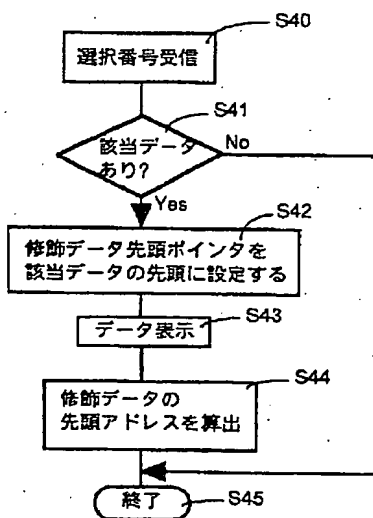 S40
選択番号受信
S41
該当データ
あり?
No
Yes
S42
修飾データ先頭ポインタを
該当データの先頭に設定する
S43
データ表示
S44
修飾データの
先頭アドレスを算出
終了
S45